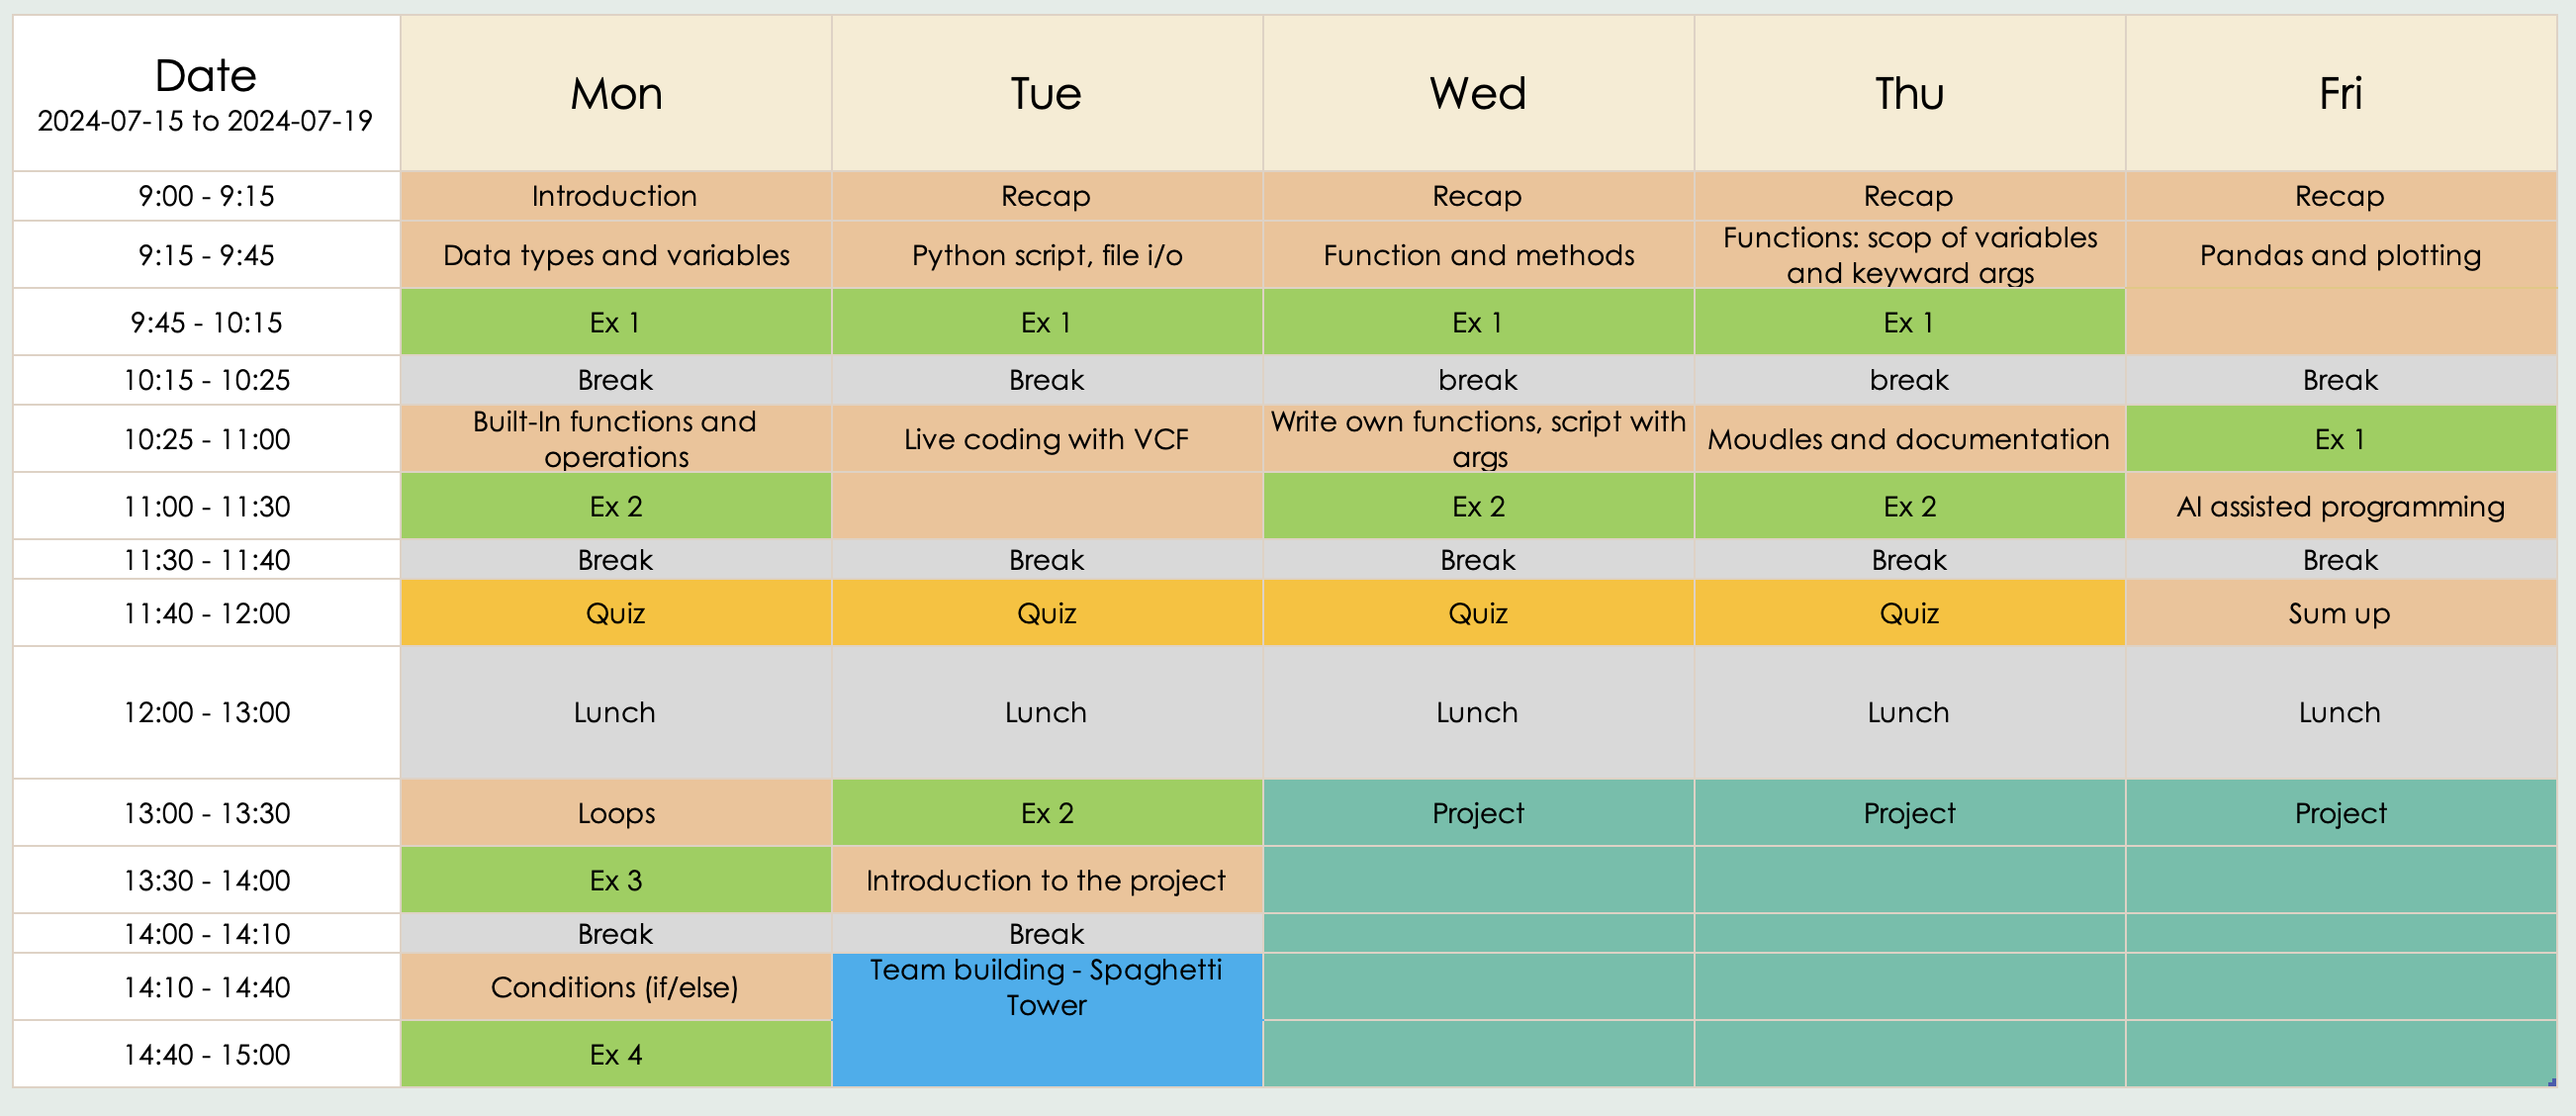 Date
2024-07-15 to 2024-07-19
Mon
Tue
Wed
Thu
Fri
9:00 - 9:15
Introduction
Recap
Recap
Recap
Recap
9:15 - 9:45
Data types and variables
Python script, file i/o
Function and methods
Functions: scop of variables
and keyward args
Pandas and plotting
9:45 - 10:15
Ex 1
Ex 1
Ex 1
Ex 1
10:15 - 10:25
Break
Break
break
break
Break
10:25 - 11:00
Built-In functions and
operations
Live coding with VCF
Write own functions, script with
args
Moudles and documentation
Ex 1
11:00 - 11:30
Ex 2
Ex 2
Ex 2
AI assisted programming
11:30 - 11:40
Break
Break
Break
Break
Break
11:40 - 12:00
Quiz
Quiz
Quiz
Quiz
Sum up
12:00 - 13:00
Lunch
Lunch
Lunch
Lunch
Lunch
13:00 - 13:30
Loops
Ex 2
Project
Project
Project
13:30 - 14:00
Ex 3
Introduction to the project
14:00 - 14:10
Break
Break
14:10 - 14:40
Conditions (if/else)
Team building - Spaghetti
Tower
14:40 - 15:00
Ex 4